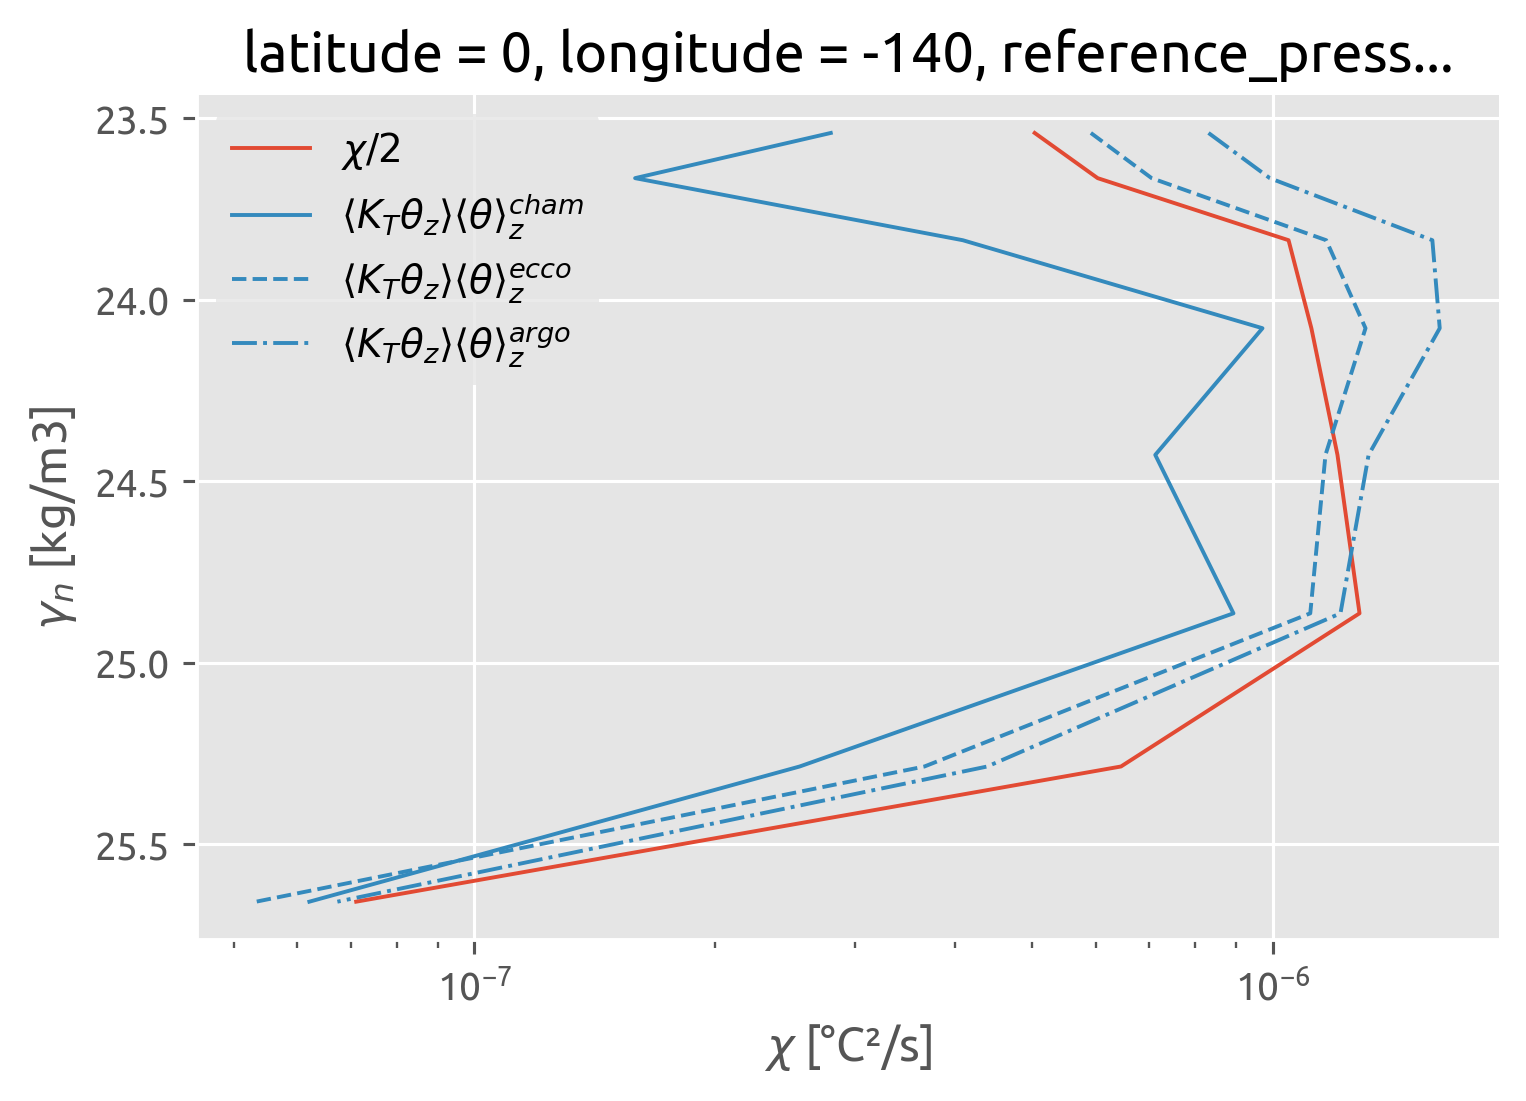 latitude = 0, longitude = -140, reference_press...
χ/2
⟨K_Tθ_z⟩⟨θ⟩_z^cham
⟨K_Tθ_z⟩⟨θ⟩_z^ecco
⟨K_Tθ_z⟩⟨θ⟩_z^argo
23.5
24.0
24.5
25.0
25.5
γ_n [kg/m3]
10⁻⁷
10⁻⁶
χ [°C²/s]